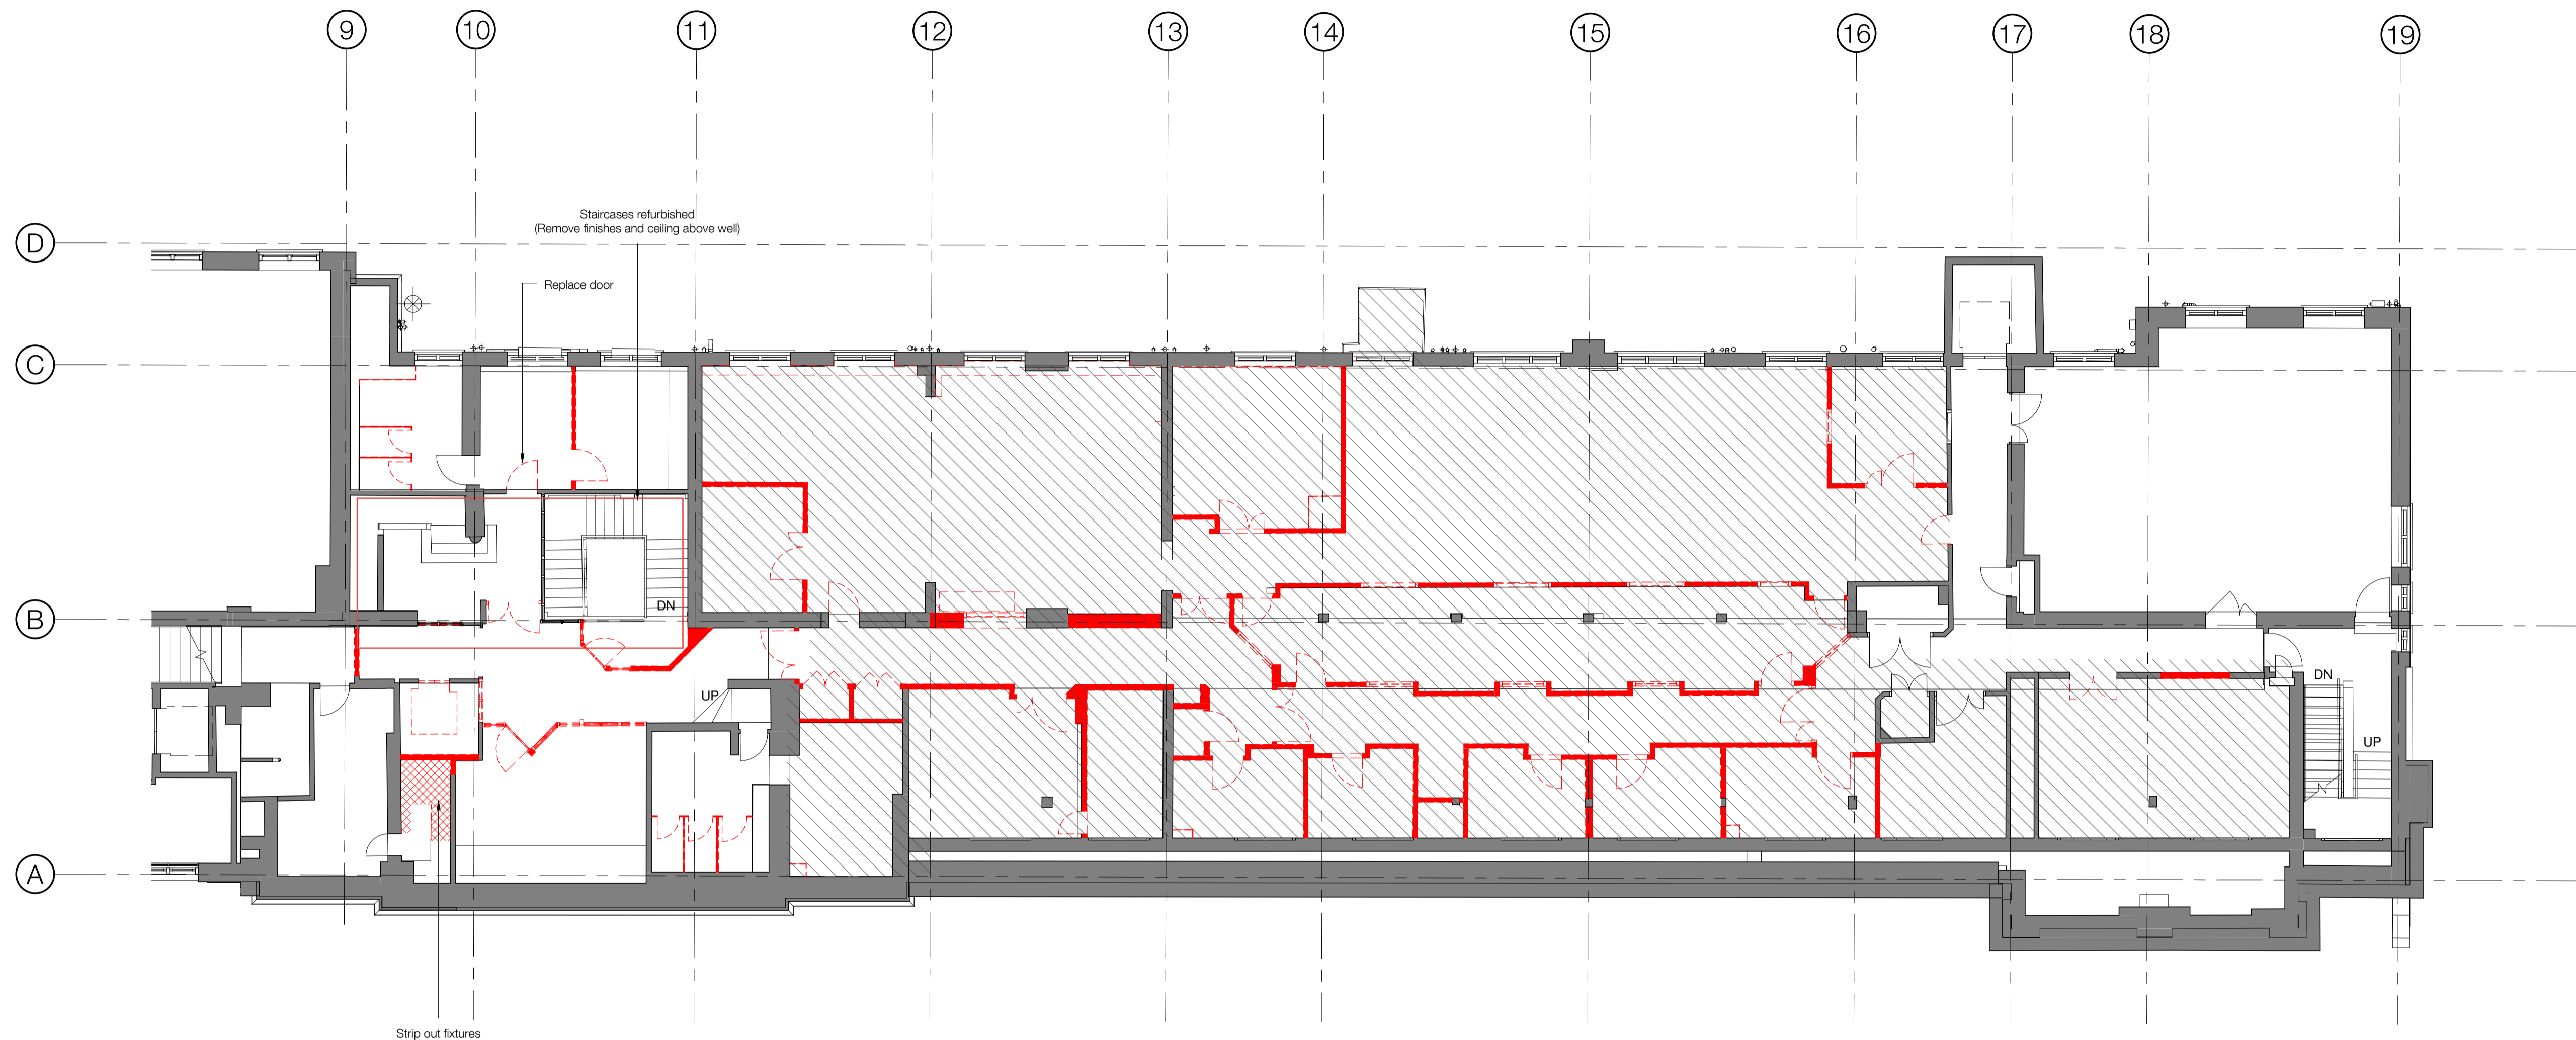 9 10 11 12 13 14 15 16 17 18 19
Staircases refurbished
(Remove finishes and ceiling above well)
D
Replace door
C
DN
B
UP
DN
UP
A
Strip out fixtures